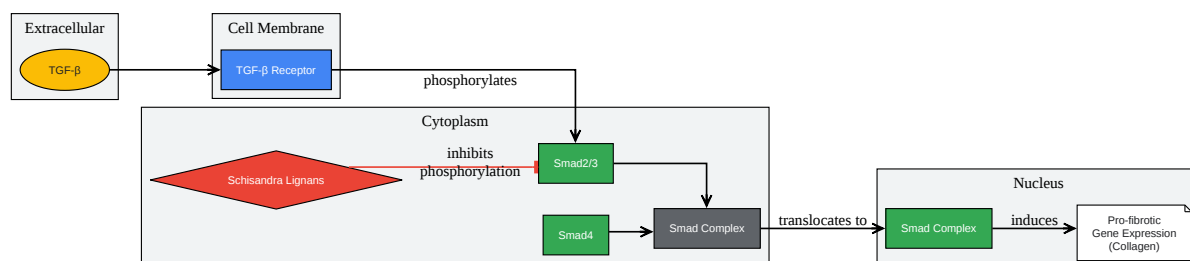 Extracellular
TGF-β
Cell Membrane
TGF-β Receptor
phosphorylates
Cytoplasm
Schisandra Lignans
inhibits
phosphorylation
Smad2/3
Smad4
Smad Complex
translocates to
Nucleus
Smad Complex
induces
Pro-fibrotic
Gene Expression
(Collagen)